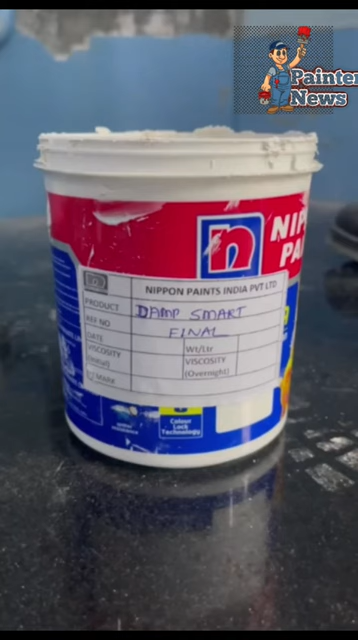 Painter
News
n
NIP
PA
NIPPON PAINTS INDIA PVT LTD
PRODUCT DAMP SMART
REF NO FINAL
DATE Wt/Ltr
VISCOSITY (Initial) VISCOSITY (Overnight)
Colour
Lock
Technology